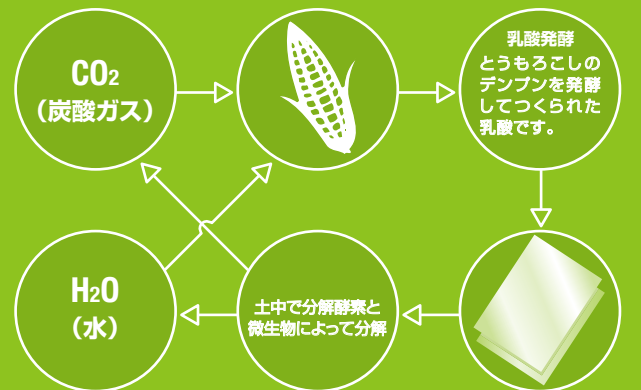 CO2
（炭酸ガス）
乳酸発酵
とうもろこしの
デンプンを発酵
してつくられた
乳酸です。
H2O
（水）
土中で分解酵素と
微生物によって分解